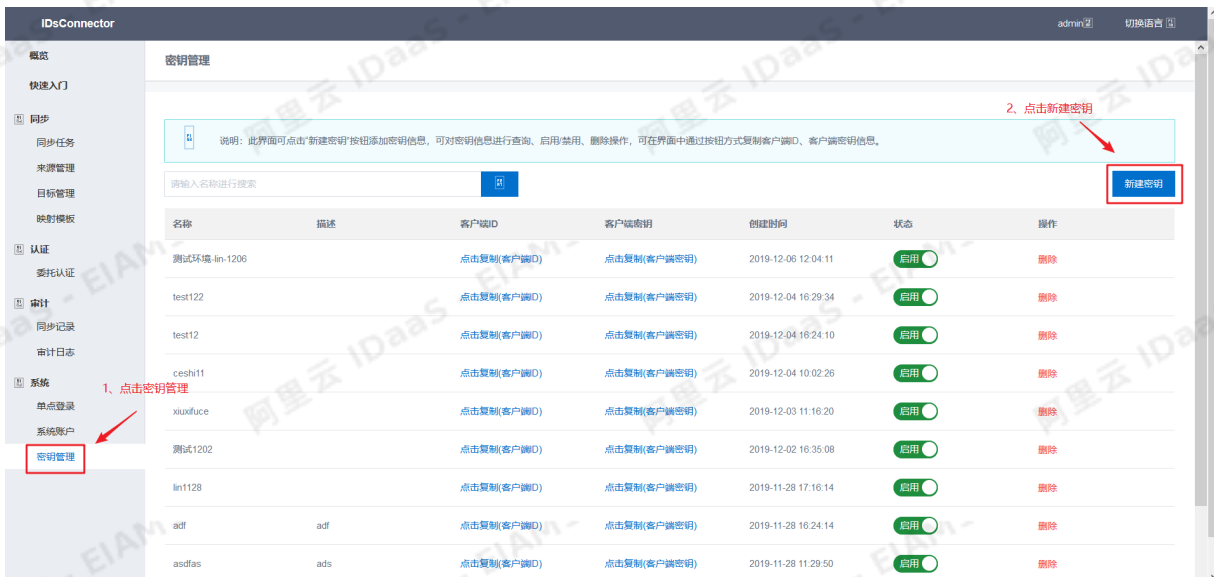 IDsConnector
admin 切换语言
概览
快速入门
同步
同步任务
来源管理
目标管理
映射模板
认证
委托认证
审计
同步记录
审计日志
系统
1、点击密钥管理
单点登录
系统账户
密钥管理
密钥管理
2、点击新建密钥
说明：此界面可点击"新建密钥"按钮添加密钥信息，可对密钥信息进行查询、启用/禁用、删除操作，可在界面中通过按钮方式复制客户端ID、客户端密钥信息。
请输入名称进行搜索
新建密钥
名称 描述 客户端ID 客户端密钥 创建时间 状态 操作
测试环境-lin-1206 点击复制(客户端ID) 点击复制(客户端密钥) 2019-12-06 12:04:11 启用 删除
test122 点击复制(客户端ID) 点击复制(客户端密钥) 2019-12-04 16:29:34 启用 删除
test12 点击复制(客户端ID) 点击复制(客户端密钥) 2019-12-04 16:24:10 启用 删除
ceshi11 点击复制(客户端ID) 点击复制(客户端密钥) 2019-12-04 10:02:26 启用 删除
xiuxifuce 点击复制(客户端ID) 点击复制(客户端密钥) 2019-12-03 11:16:20 启用 删除
测试1202 点击复制(客户端ID) 点击复制(客户端密钥) 2019-12-02 16:35:08 启用 删除
lin1128 点击复制(客户端ID) 点击复制(客户端密钥) 2019-11-28 17:16:14 启用 删除
adf adf 点击复制(客户端ID) 点击复制(客户端密钥) 2019-11-28 16:24:14 启用 删除
asdfas ads 点击复制(客户端ID) 点击复制(客户端密钥) 2019-11-28 11:29:50 启用 删除
阿里云 IDaaS - EIAM-